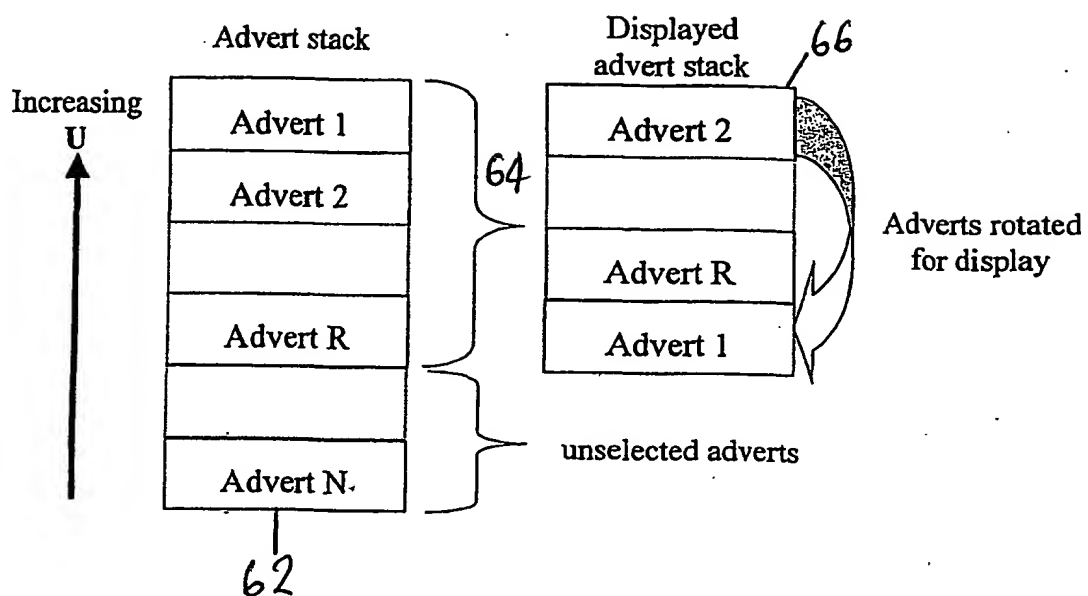 Advert stack
Displayed
advert stack
66
Increasing
U
Advert 1
Advert 2
Advert R
Advert N
64
Advert 2
Advert R
Advert 1
Adverts rotated
for display
unselected adverts
62